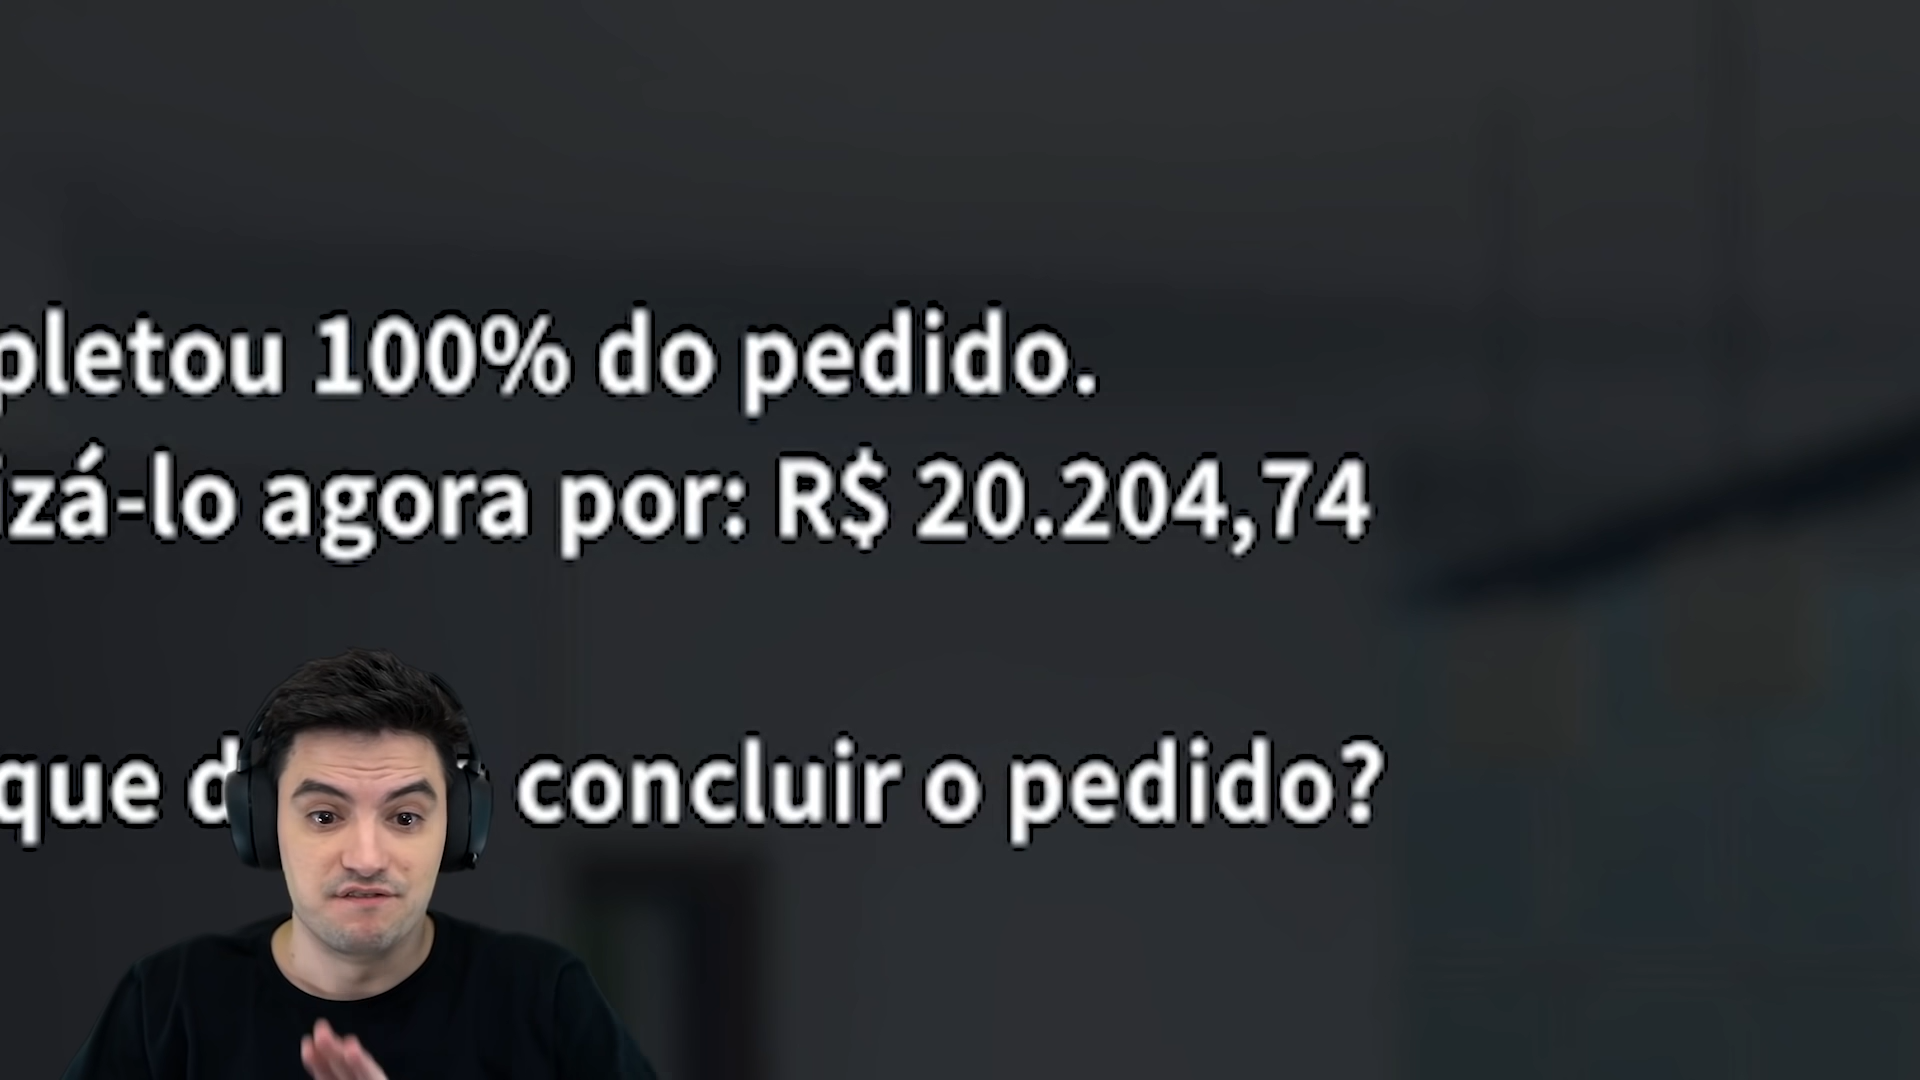 pletou 100% do pedido.
izá-lo agora por: R$ 20.204,74
que concluir o pedido?